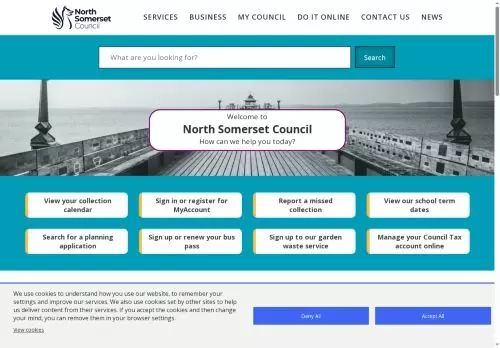 North
Somerset
Council
SERVICES BUSINESS MY COUNCIL DO IT ONLINE CONTACT US NEWS
What are you looking for?
Search
Welcome to
North Somerset Council
How can we help you today?
View your collection
calendar
Sign in or register for
MyAccount
Report a missed
collection
View our school term
dates
Search for a planning
application
Sign up or renew your bus
pass
Sign up to our garden
waste service
Manage your Council Tax
account online
We use cookies to understand how you use our website, to remember your
settings and improve our services. We also use cookies set by other sites to help
us deliver content from their services. If you accept the cookies and then change
your mind, you can remove them in your browser settings.
View cookies
Deny All
Accept All